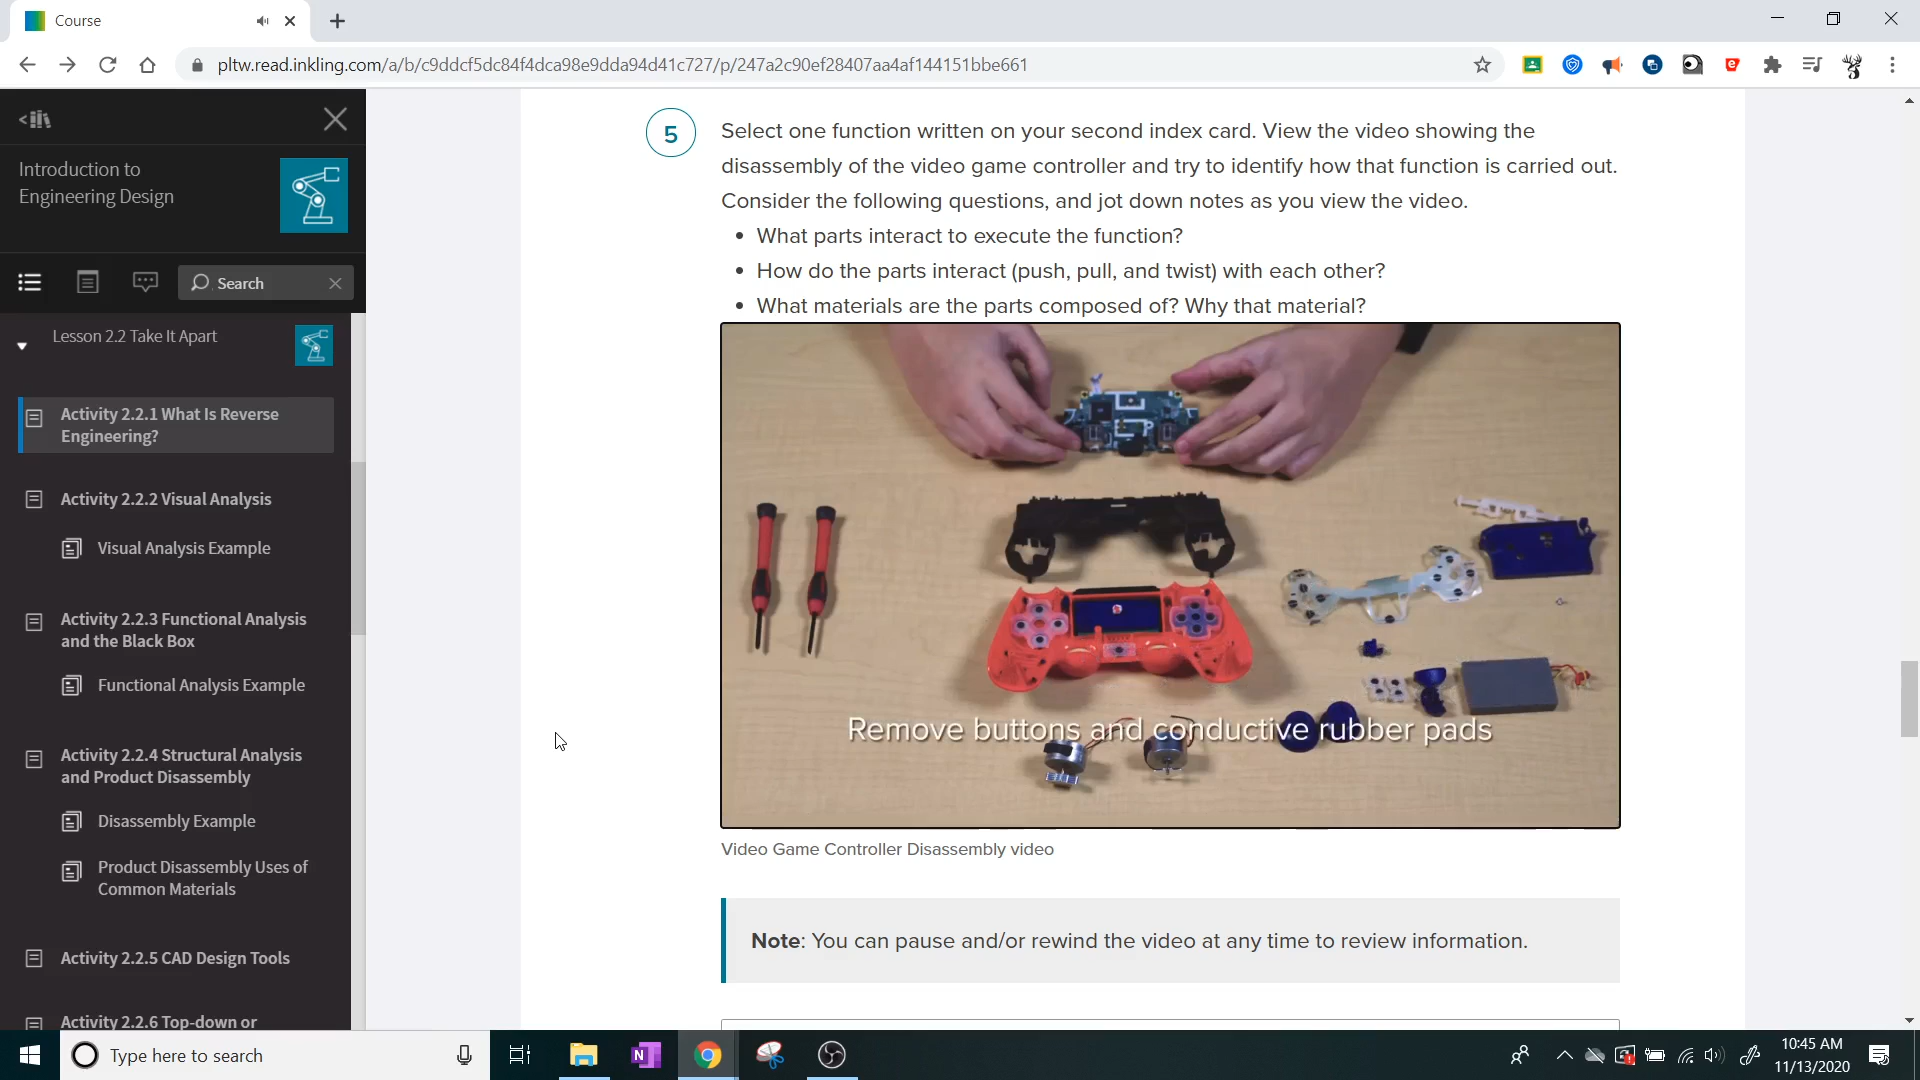 Course
pltw.read.inkling.com/a/b/c9ddcf5dc84f4dca98e9dda94d41c727/p/247a2c90ef28407aa4af144151bbe661
Introduction to
Engineering Design
Search
Lesson 2.2 Take It Apart
Activity 2.2.1 What Is Reverse
Engineering?
Activity 2.2.2 Visual Analysis
Visual Analysis Example
Activity 2.2.3 Functional Analysis
and the Black Box
Functional Analysis Example
Activity 2.2.4 Structural Analysis
and Product Disassembly
Disassembly Example
Product Disassembly Uses of
Common Materials
Activity 2.2.5 CAD Design Tools
Activity 2.2.6 Top-down or
5
Select one function written on your second index card. View the video showing the
disassembly of the video game controller and try to identify how that function is carried out.
Consider the following questions, and jot down notes as you view the video.
• What parts interact to execute the function?
• How do the parts interact (push, pull, and twist) with each other?
• What materials are the parts composed of? Why that material?
Remove buttons and conductive rubber pads
Video Game Controller Disassembly video
Note: You can pause and/or rewind the video at any time to review information.
Type here to search
10:45 AM
11/13/2020